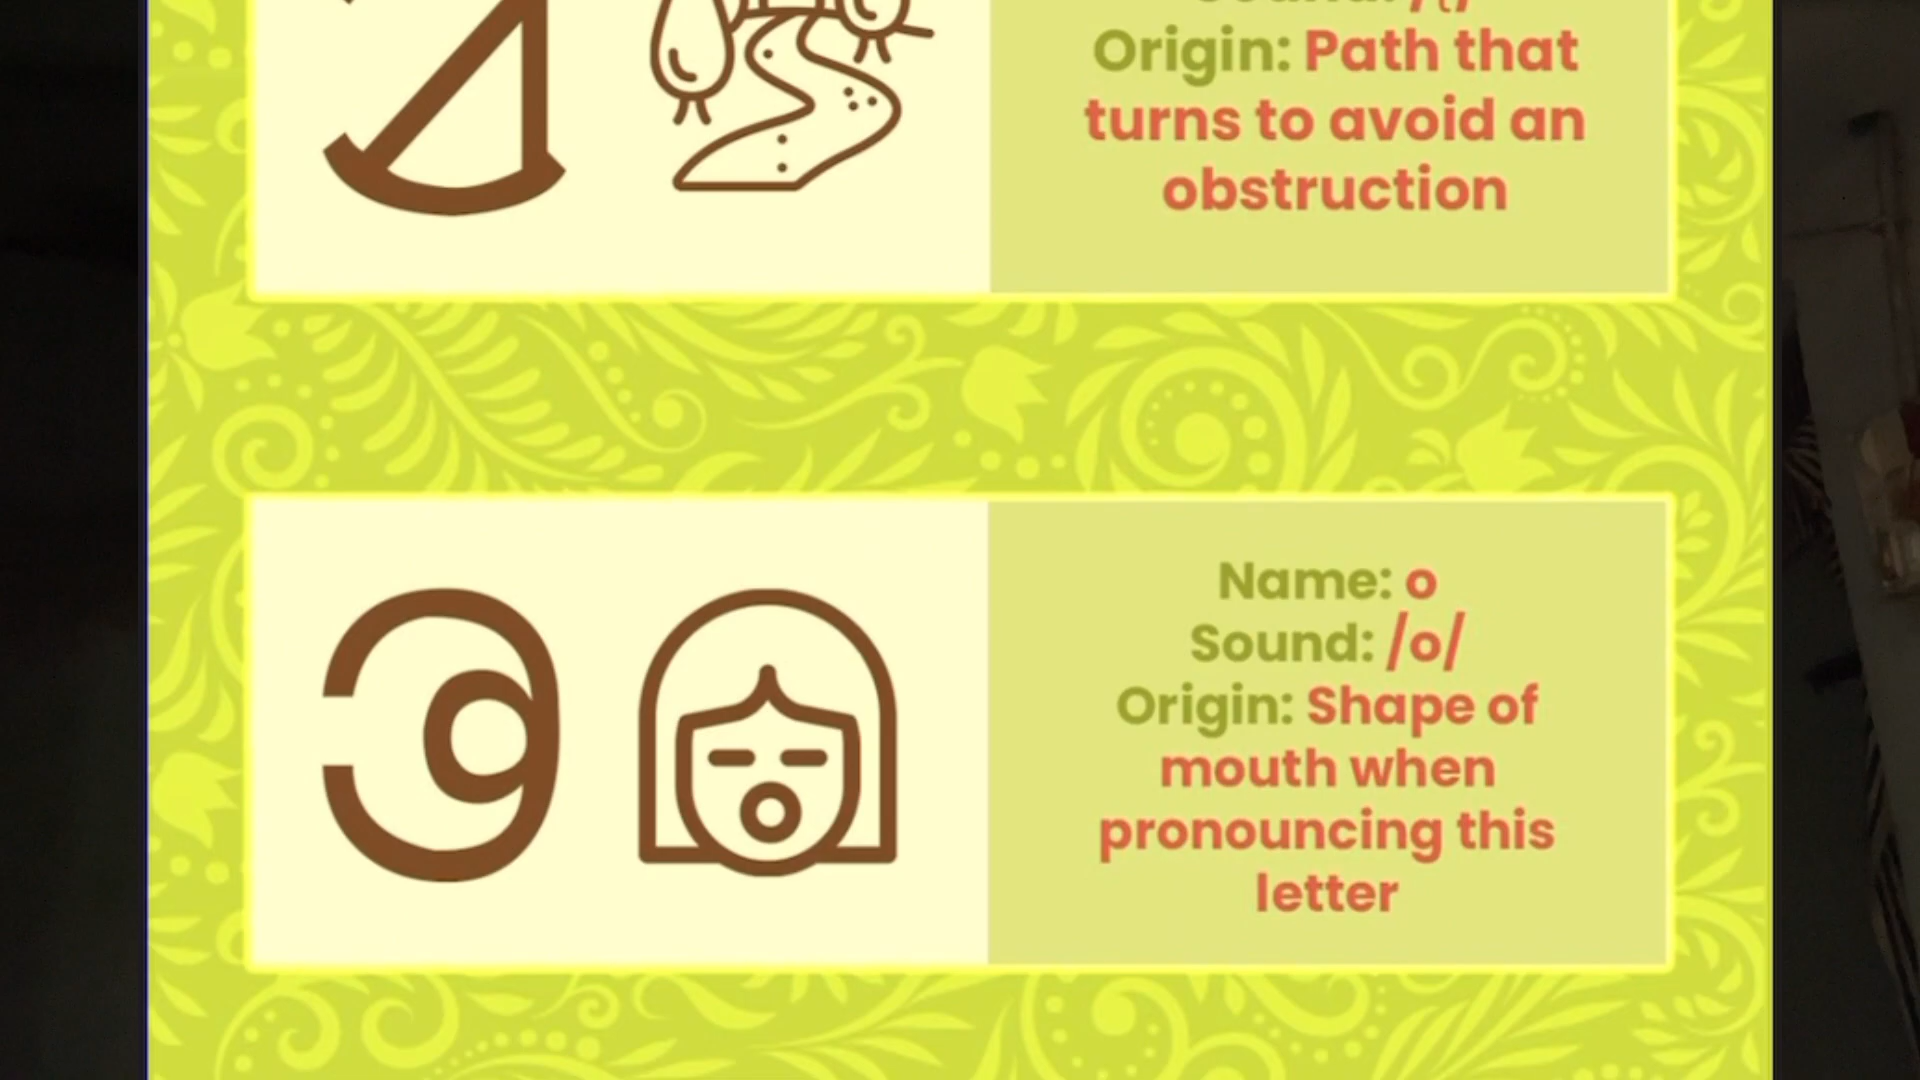 Origin: Path that
turns to avoid an
obstruction
ᱳ
Name: o
Sound: /o/
Origin: Shape of
mouth when
pronouncing this
letter